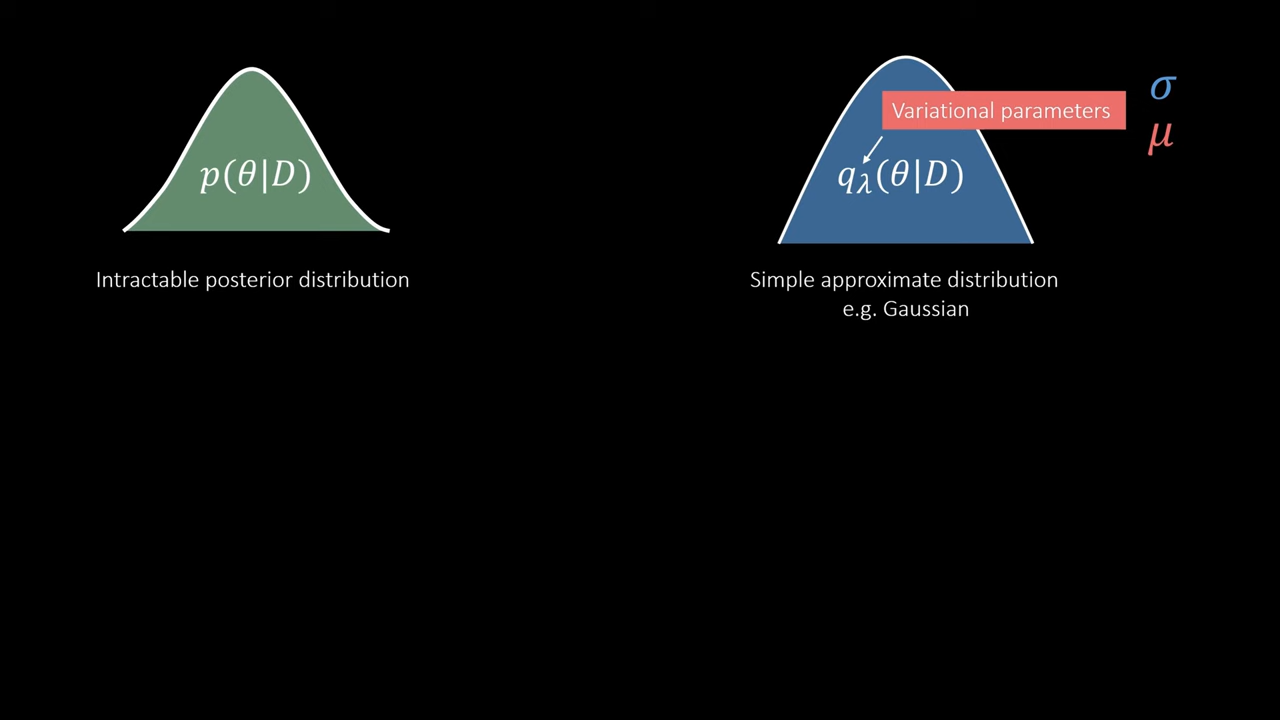 p(θ|D)
Intractable posterior distribution
Variational parameters
σ
μ
qλ(θ|D)
Simple approximate distribution
e.g. Gaussian